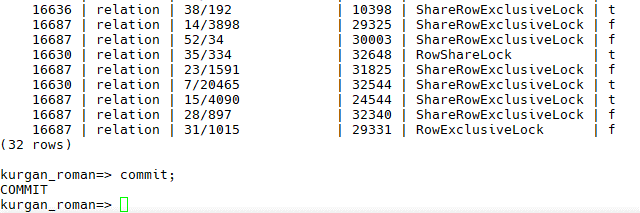 16636 | relation | 38/192 | 10398 | ShareRowExclusiveLock | t
16687 | relation | 14/3898 | 29325 | ShareRowExclusiveLock | f
16687 | relation | 52/34 | 30003 | ShareRowExclusiveLock | f
16630 | relation | 35/334 | 32648 | RowShareLock | t
16687 | relation | 23/1591 | 31825 | ShareRowExclusiveLock | f
16630 | relation | 7/20465 | 32544 | ShareRowExclusiveLock | t
16687 | relation | 15/4090 | 24544 | ShareRowExclusiveLock | f
16687 | relation | 28/897 | 32340 | ShareRowExclusiveLock | f
16687 | relation | 31/1015 | 29331 | RowExclusiveLock | f
(32 rows)
kurgan_roman=> commit;
COMMIT
kurgan_roman=>